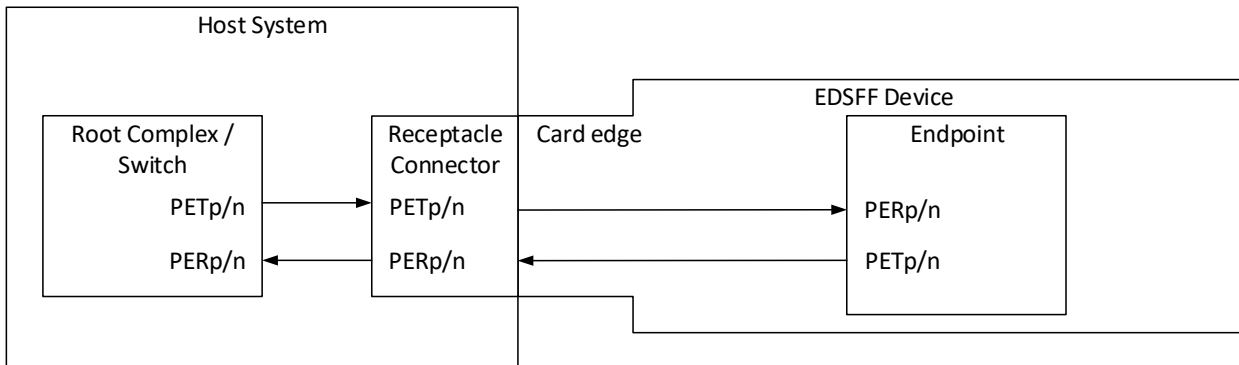 Host System
EDSFF Device
Root Complex /
Switch
Receptacle
Connector
Card edge
Endpoint
PETp/n
PETp/n
PERp/n
PERp/n
PERp/n
PETp/n